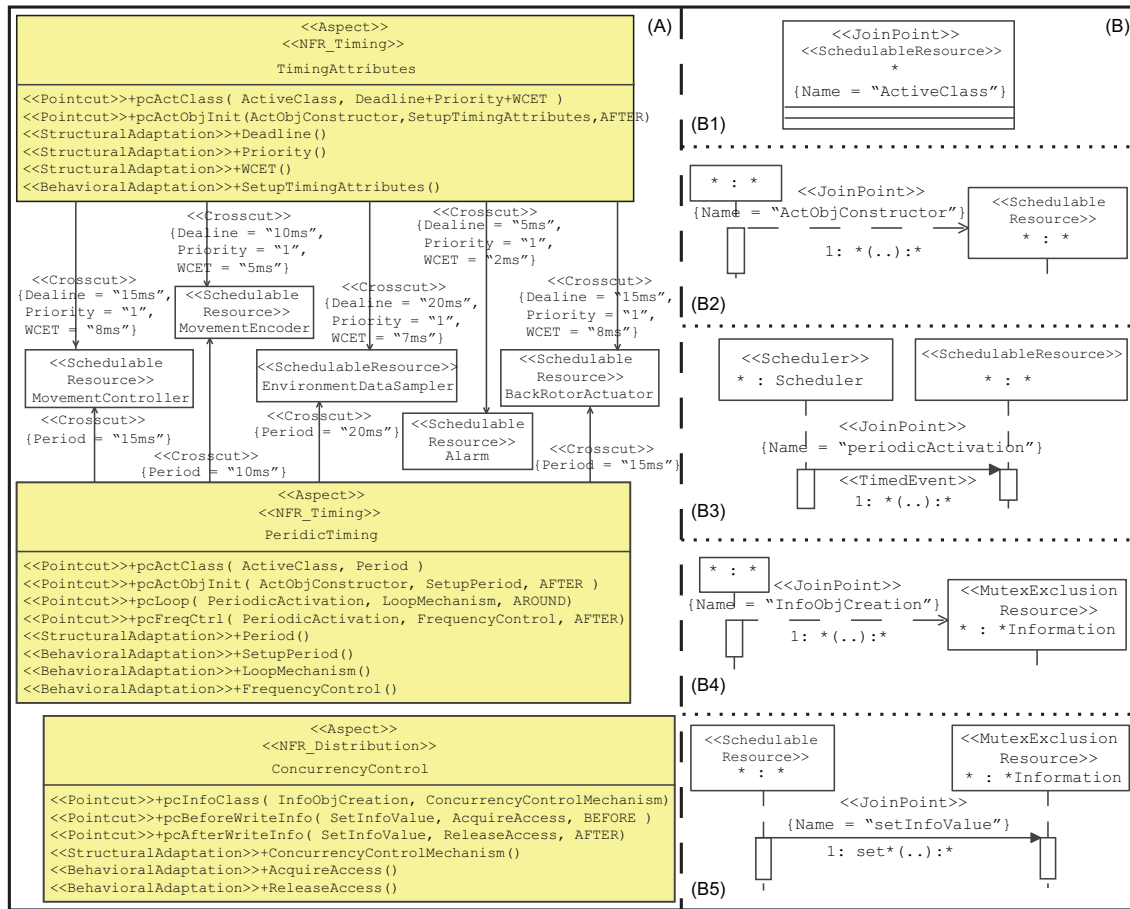 (A)
<<Aspect>>
<<NFR_Timing>>
TimingAttributes
<<Pointcut>>+pcActClass( ActiveClass, Deadline+Priority+WCET )
<<Pointcut>>+pcActObjInit(ActObjConstructor,SetupTimingAttributes,AFTER)
<<StructuralAdaptation>>+Deadline()
<<StructuralAdaptation>>+Priority()
<<StructuralAdaptation>>+WCET()
<<BehavioralAdaptation>>+SetupTimingAttributes()
<<Crosscut>>
{Dealine = “15ms”,
Priority = “1”,
WCET = “8ms”}
<<Crosscut>>
{Dealine = “10ms”,
Priority = “1”,
WCET = “5ms”}
<<Crosscut>>
{Dealine = “20ms”,
Priority = “1”,
WCET = “7ms”}
<<Crosscut>>
{Dealine = “5ms”,
Priority = “1”,
WCET = “2ms”}
<<Crosscut>>
{Dealine = “15ms”,
Priority = “1”,
WCET = “8ms”}
<<Schedulable
Resource>>
MovementController
<<Schedulable
Resource>>
MovementEncoder
<<SchedulableResource>>
EnvironmentDataSampler
<<Schedulable
Resource>>
Alarm
<<Schedulable
Resource>>
BackRotorActuator
<<Crosscut>>
{Period = “15ms”}
<<Crosscut>>
{Period = “10ms”}
<<Crosscut>>
{Period = “20ms”}
<<Crosscut>>
{Period = “15ms”}
<<Aspect>>
<<NFR_Timing>>
PeridicTiming
<<Pointcut>>+pcActClass( ActiveClass, Period )
<<Pointcut>>+pcActObjInit( ActObjConstructor, SetupPeriod, AFTER )
<<Pointcut>>+pcLoop( PeriodicActivation, LoopMechanism, AROUND)
<<Pointcut>>+pcFreqCtrl( PeriodicActivation, FrequencyControl, AFTER)
<<StructuralAdaptation>>+Period()
<<BehavioralAdaptation>>+SetupPeriod()
<<BehavioralAdaptation>>+LoopMechanism()
<<BehavioralAdaptation>>+FrequencyControl()
<<Aspect>>
<<NFR_Distribution>>
ConcurrencyControl
<<Pointcut>>+pcInfoClass( InfoObjCreation, ConcurrencyControlMechanism)
<<Pointcut>>+pcBeforeWriteInfo( SetInfoValue, AcquireAccess, BEFORE )
<<Pointcut>>+pcAfterWriteInfo( SetInfoValue, ReleaseAccess, AFTER)
<<StructuralAdaptation>>+ConcurrencyControlMechanism()
<<BehavioralAdaptation>>+AcquireAccess()
<<BehavioralAdaptation>>+ReleaseAccess()
(B)
<<JoinPoint>>
<<SchedulableResource>>
*
{Name = “ActiveClass”}
(B1)
* : *
<<JoinPoint>>
{Name = “ActObjConstructor”}
1: *(..):*
<<Schedulable
Resource>>
* : *
(B2)
<<Scheduler>>
* : Scheduler
<<SchedulableResource>>
* : *
<<JoinPoint>>
{Name = “periodicActivation”}
<<TimedEvent>>
1: *(..):*
(B3)
* : *
<<JoinPoint>>
{Name = “InfoObjCreation”}
1: *(..):*
<<MutexExclusion
Resource>>
* : *Information
(B4)
<<Schedulable
Resource>>
* : *
<<MutexExclusion
Resource>>
* : *Information
<<JoinPoint>>
{Name = “setInfoValue”}
1: set*(..):*
(B5)